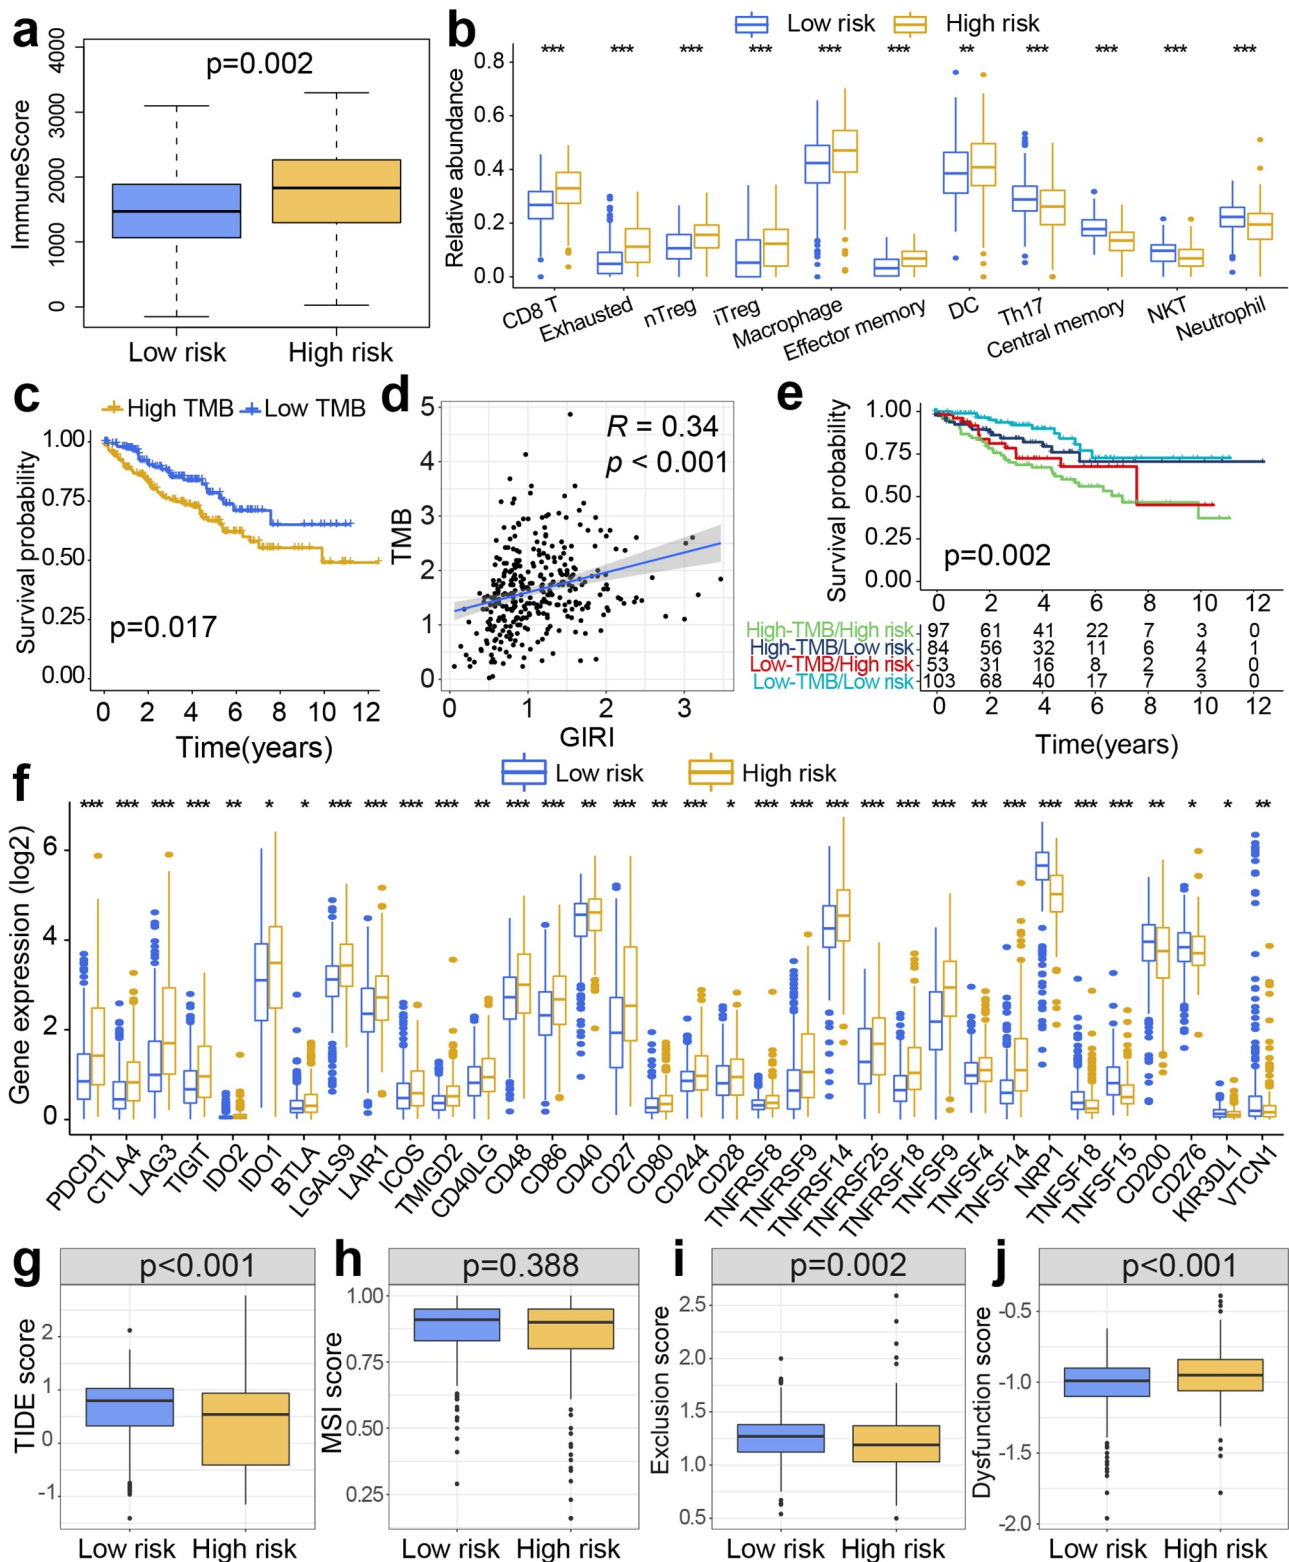 a
p=0.002
ImmuneScore
4000
3000
2000
1000
0
Low risk High risk
b
Low risk High risk
*** *** *** *** *** *** ** *** *** *** ***
Relative abundance
0.8
0.6
0.4
0.2
0.0
CD8 T Exhausted nTreg iTreg Macrophage Effector memory DC Th17 Central memory NKT Neutrophil
c
High TMB Low TMB
Survival probability
1.00
0.75
0.50
0.25
0.00
p=0.017
0 2 4 6 8 10 12
Time(years)
d
R = 0.34
p < 0.001
TMB
5
4
3
2
1
0
0 1 2 3
GIRI
e
Survival probability
1.00
0.75
0.50
0.25
0.00
p=0.002
0 2 4 6 8 10 12
High-TMB/High risk 97 61 41 22 7 3 0
High-TMB/Low risk 84 56 32 11 6 4 1
Low-TMB/High risk 53 31 16 8 2 2 0
Low-TMB/Low risk 103 68 40 17 7 3 0
0 2 4 6 8 10 12
Time(years)
f
Low risk High risk
*** *** *** *** ** * * *** *** *** *** ** *** *** ** *** ** *** * *** *** *** *** *** *** ** *** *** *** *** ** * * **
Gene expression (log2)
6
4
2
0
PDCD1 CTLA4 LAG3 TIGIT IDO2 IDO1 BTLA LGALS9 LAIR1 ICOS TMIGD2 CD40LG CD48 CD86 CD40 CD27 CD80 CD244 CD28 TNFRSF8 TNFRSF9 TNFRSF14 TNFRSF25 TNFRSF18 TNFSF9 TNFSF4 TNFSF14 NRP1 TNFSF18 TNFSF15 CD200 CD276 KIR3DL1 VTCN1
g
p<0.001
TIDE score
2
1
0
-1
Low risk High risk
h
p=0.388
MSI score
1.00
0.75
0.50
0.25
Low risk High risk
i
p=0.002
Exclusion score
2.5
2.0
1.5
1.0
0.5
Low risk High risk
j
p<0.001
Dysfunction score
-0.5
-1.0
-1.5
-2.0
Low risk High risk